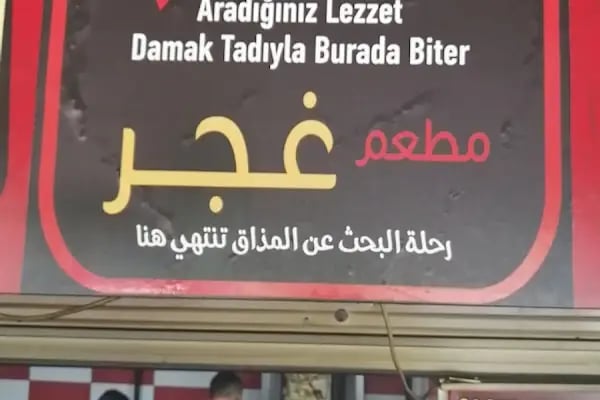 Aradığınız Lezzet
Damak Tadıyla Burada Biter
مطعم غجر
رحلة البحث عن المذاق تنتهي هنا